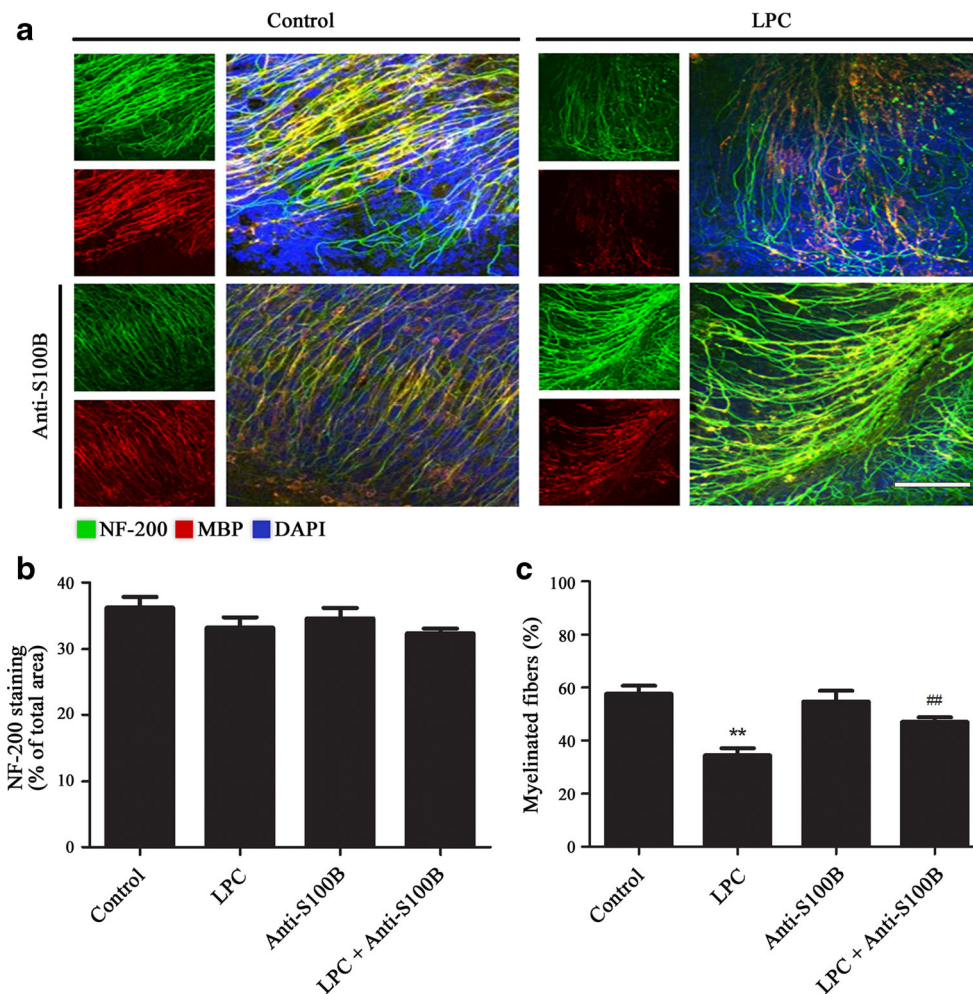 a
Control
LPC
Anti-S100B
NF-200 MBP DAPI
b
NF-200 staining
(% of total area)
40
30
20
10
0
Control
LPC
Anti-S100B
LPC + Anti-S100B
c
Myelinated fibers (%)
100
80
60
40
20
0
**
##
Control
LPC
Anti-S100B
LPC + Anti-S100B